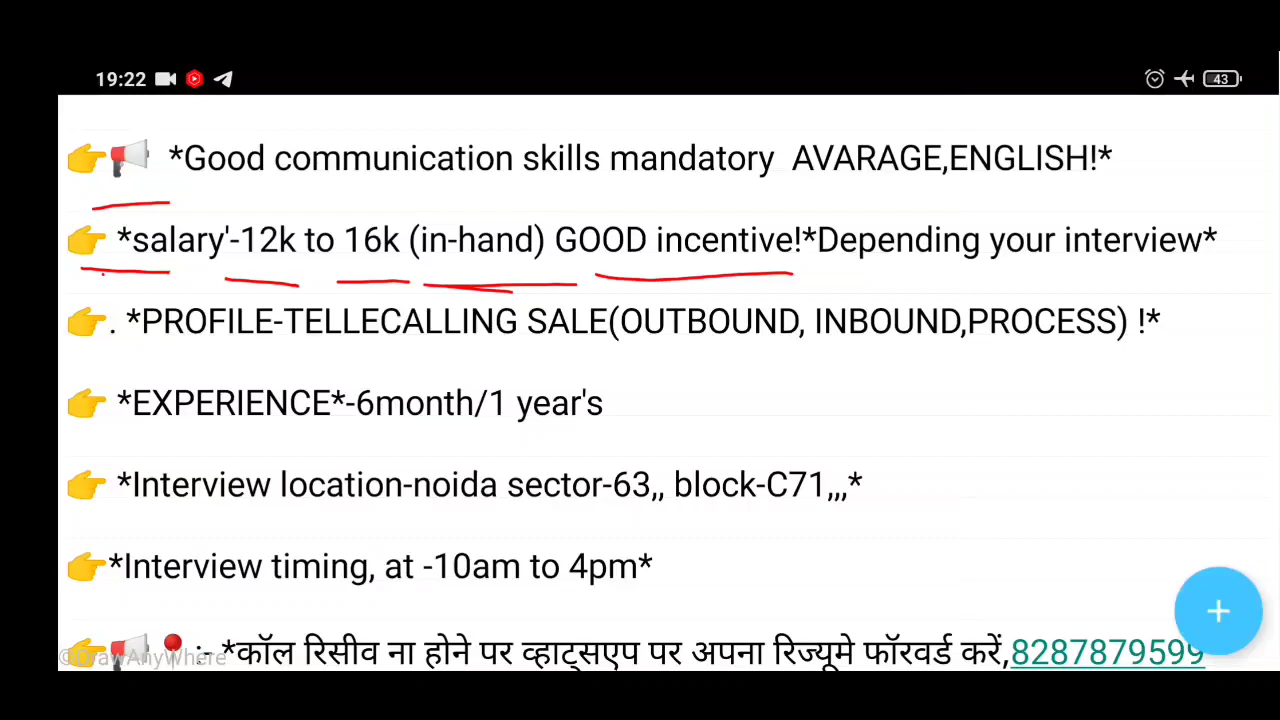 19:22 43
*Good communication skills mandatory AVARAGE,ENGLISH!*
*salary'-12k to 16k (in-hand) GOOD incentive!*Depending your interview*
. *PROFILE-TELLECALLING SALE(OUTBOUND, INBOUND,PROCESS) !*
*EXPERIENCE*-6month/1 year's
*Interview location-noida sector-63,, block-C71,,,*
*Interview timing, at -10am to 4pm*
:- *कॉल रिसीव ना होने पर व्हाट्सएप पर अपना रिज्यूमे फॉरवर्ड करें,8287879599
©DrawAnywhere